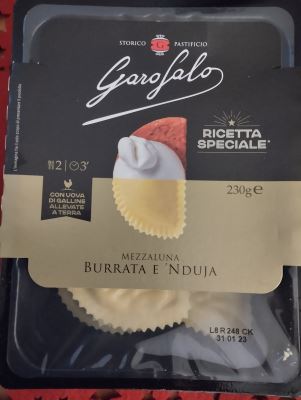 STORICO G PASTIFICIO
Garofalo
RICETTA
SPECIALE*
2 | 3'
230g e
CON UOVA
DI GALLINE
ALLEVATE
A TERRA
MEZZALUNA
BURRATA E 'NDUJA
L8 R 248 CK
31 01 23